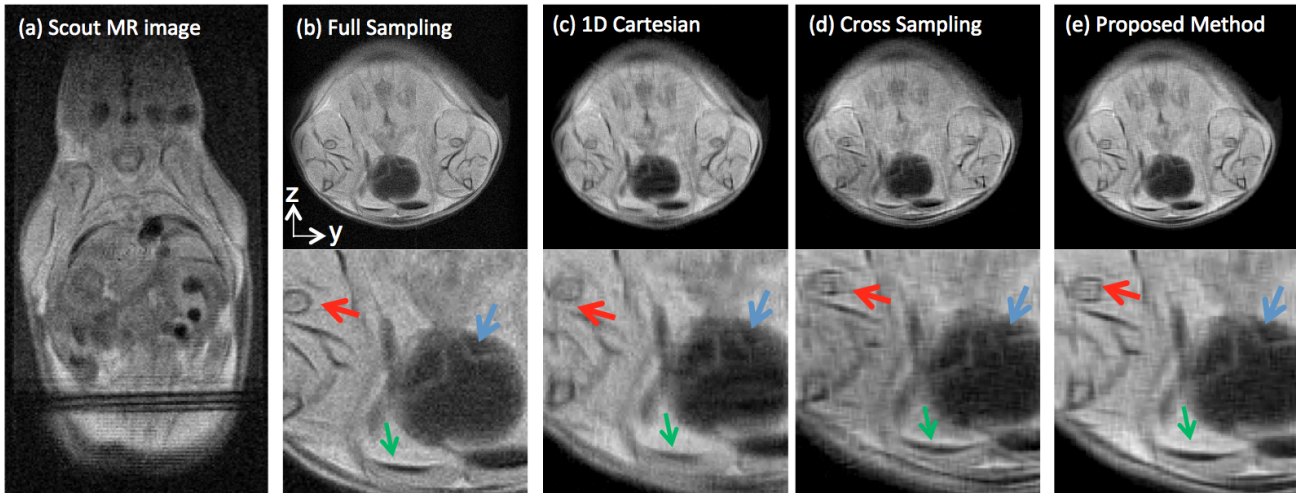 (a) Scout MR image
(b) Full Sampling
(c) 1D Cartesian
(d) Cross Sampling
(e) Proposed Method
z
y